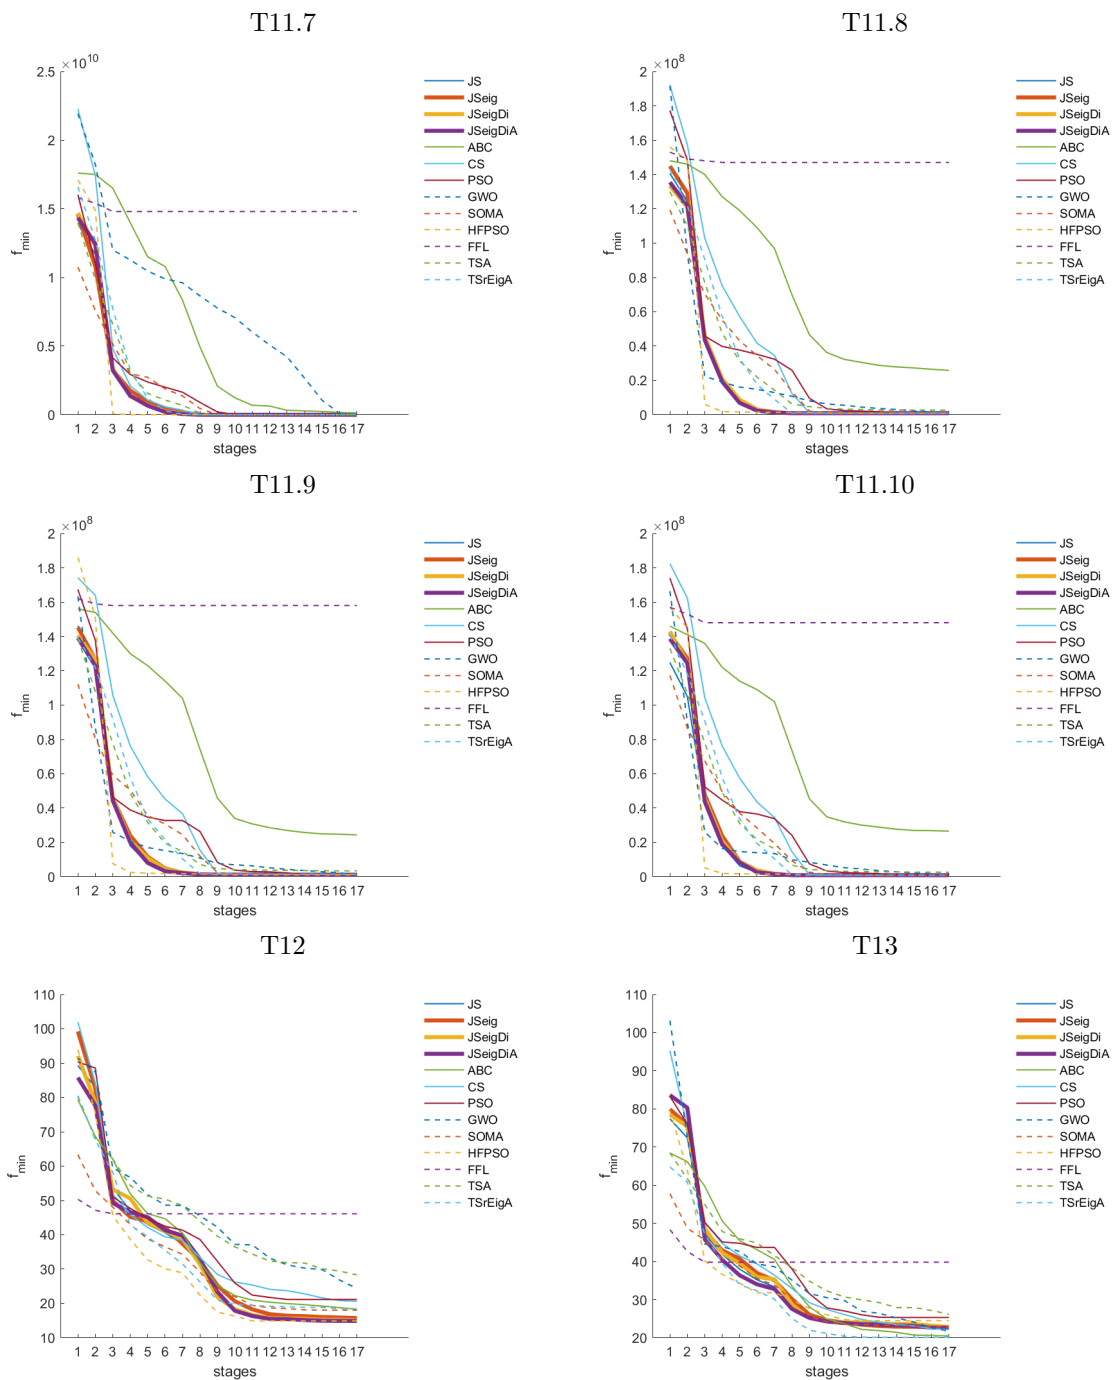 T11.7
×10^10
2.5
2
1.5
1
0.5
0
f_min
1 2 3 4 5 6 7 8 9 10 11 12 13 14 15 16 17
stages
JS
JSeig
JSeigDi
JSeigDiA
ABC
CS
PSO
GWO
SOMA
HFPSO
FFL
TSA
TSrEigA
T11.8
×10^8
2
1.8
1.6
1.4
1.2
1
0.8
0.6
0.4
0.2
0
f_min
1 2 3 4 5 6 7 8 9 10 11 12 13 14 15 16 17
stages
JS
JSeig
JSeigDi
JSeigDiA
ABC
CS
PSO
GWO
SOMA
HFPSO
FFL
TSA
TSrEigA
T11.9
×10^8
2
1.8
1.6
1.4
1.2
1
0.8
0.6
0.4
0.2
0
f_min
1 2 3 4 5 6 7 8 9 10 11 12 13 14 15 16 17
stages
JS
JSeig
JSeigDi
JSeigDiA
ABC
CS
PSO
GWO
SOMA
HFPSO
FFL
TSA
TSrEigA
T11.10
×10^8
2
1.8
1.6
1.4
1.2
1
0.8
0.6
0.4
0.2
0
f_min
1 2 3 4 5 6 7 8 9 10 11 12 13 14 15 16 17
stages
JS
JSeig
JSeigDi
JSeigDiA
ABC
CS
PSO
GWO
SOMA
HFPSO
FFL
TSA
TSrEigA
T12
110
100
90
80
70
60
50
40
30
20
10
f_min
1 2 3 4 5 6 7 8 9 10 11 12 13 14 15 16 17
stages
JS
JSeig
JSeigDi
JSeigDiA
ABC
CS
PSO
GWO
SOMA
HFPSO
FFL
TSA
TSrEigA
T13
110
100
90
80
70
60
50
40
30
20
f_min
1 2 3 4 5 6 7 8 9 10 11 12 13 14 15 16 17
stages
JS
JSeig
JSeigDi
JSeigDiA
ABC
CS
PSO
GWO
SOMA
HFPSO
FFL
TSA
TSrEigA